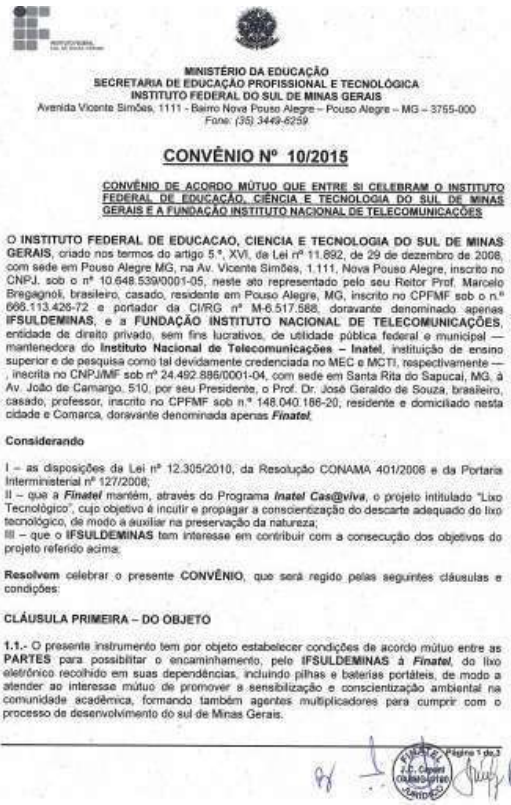 INSTITUTO FEDERAL
SUL DE MINAS GERAIS
MINISTÉRIO DA EDUCAÇÃO
SECRETARIA DE EDUCAÇÃO PROFISSIONAL E TECNOLÓGICA
INSTITUTO FEDERAL DO SUL DE MINAS GERAIS
Avenida Vicente Simões, 1111 - Bairro Nova Pouso Alegre – Pouso Alegre – MG – 3755-000
Fone: (35) 3449-6259
CONVÊNIO Nº 10/2015
CONVÊNIO DE ACORDO MÚTUO QUE ENTRE SI CELEBRAM O INSTITUTO
FEDERAL DE EDUCAÇÃO, CIÊNCIA E TECNOLOGIA DO SUL DE MINAS
GERAIS E A FUNDAÇÃO INSTITUTO NACIONAL DE TELECOMUNICAÇÕES
O INSTITUTO FEDERAL DE EDUCACAO, CIENCIA E TECNOLOGIA DO SUL DE MINAS
GERAIS, criado nos termos do artigo 5.º, XVI, da Lei nº 11.892, de 29 de dezembro de 2008,
com sede em Pouso Alegre MG, na Av. Vicente Simões, 1.111, Nova Pouso Alegre, inscrito no
CNPJ. sob o nº 10.648.539/0001-05, neste ato representado pelo seu Reitor Prof. Marcelo
Bregagnoli, brasileiro, casado, residente em Pouso Alegre, MG, inscrito no CPFMF sob o n.º
666.113.426-72 e portador da CI/RG nº M-6.517.588, doravante denominado apenas
IFSULDEMINAS, e a FUNDAÇÃO INSTITUTO NACIONAL DE TELECOMUNICAÇÕES,
entidade de direito privado, sem fins lucrativos, de utilidade pública federal e municipal —
mantenedora do Instituto Nacional de Telecomunicações – Inatel, instituição de ensino
superior e de pesquisa como tal devidamente credenciada no MEC e MCTI, respectivamente —
, inscrita no CNPJ/MF sob nº 24.492.886/0001-04, com sede em Santa Rita do Sapucaí, MG, à
Av. João de Camargo, 510, por seu Presidente, o Prof. Dr. José Geraldo de Souza, brasileiro,
casado, professor, inscrito no CPFMF sob n.º 148.040.186-20, residente e domiciliado nesta
cidade e Comarca, doravante denominada apenas Finatel;
Considerando
I – as disposições da Lei nº 12.305/2010, da Resolução CONAMA 401/2008 e da Portaria
Interministerial nº 127/2008;
II – que a Finatel mantém, através do Programa Inatel Cas@viva, o projeto intitulado "Lixo
Tecnológico", cujo objetivo é incutir e propagar a conscientização do descarte adequado do lixo
tecnológico, de modo a auxiliar na preservação da natureza;
III – que o IFSULDEMINAS tem interesse em contribuir com a consecução dos objetivos do
projeto referido acima;
Resolvem celebrar o presente CONVÊNIO, que será regido pelas seguintes cláusulas e
condições:
CLÁUSULA PRIMEIRA – DO OBJETO
1.1.- O presente instrumento tem por objeto estabelecer condições de acordo mútuo entre as
PARTES para possibilitar o encaminhamento, pelo IFSULDEMINAS à Finatel, do lixo
eletrônico recolhido em suas dependências, incluindo pilhas e baterias portáteis, de modo a
atender ao interesse mútuo de promover a sensibilização e conscientização ambiental na
comunidade acadêmica, formando também agentes multiplicadores para cumprir com o
processo de desenvolvimento do sul de Minas Gerais.
Página 1 de 3
FINATEL
JURÍDICO